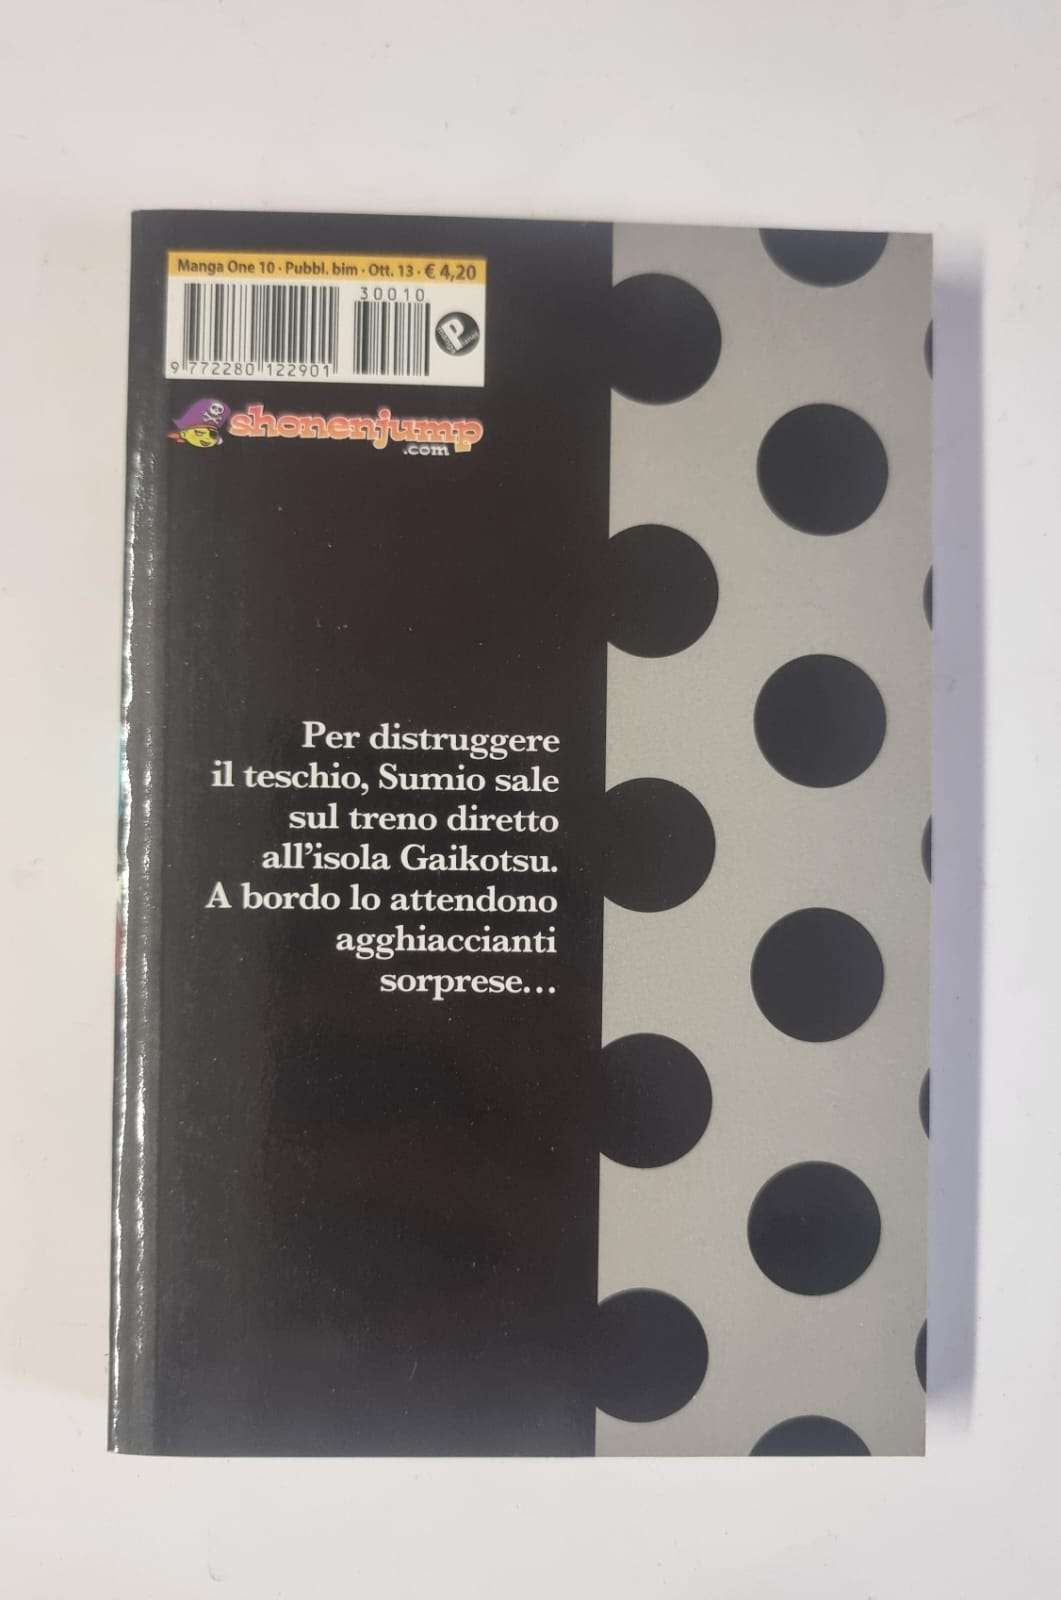 Manga One 10 · Pubbl. bim · Ott. 13 · € 4,20
30010
9 772280 122901
P
shonenjump
.com
Per distruggere
il teschio, Sumio sale
sul treno diretto
all'isola Gaikotsu.
A bordo lo attendono
agghiaccianti
sorprese...